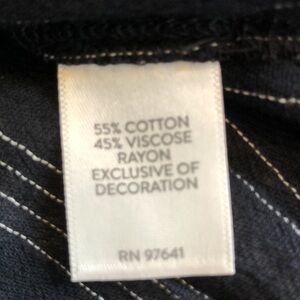 55% COTTON
45% VISCOSE
RAYON
EXCLUSIVE OF
DECORATION
RN 97641